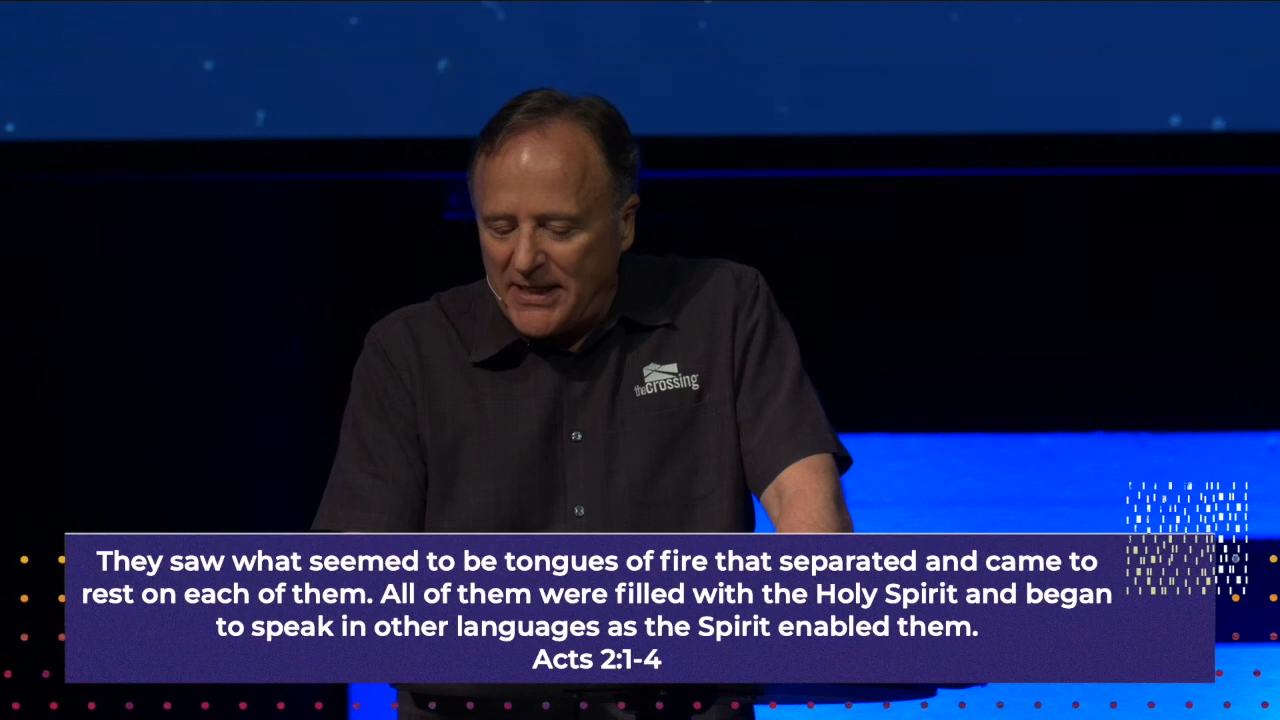 thecrossing
They saw what seemed to be tongues of fire that separated and came to
rest on each of them. All of them were filled with the Holy Spirit and began
to speak in other languages as the Spirit enabled them.
Acts 2:1-4